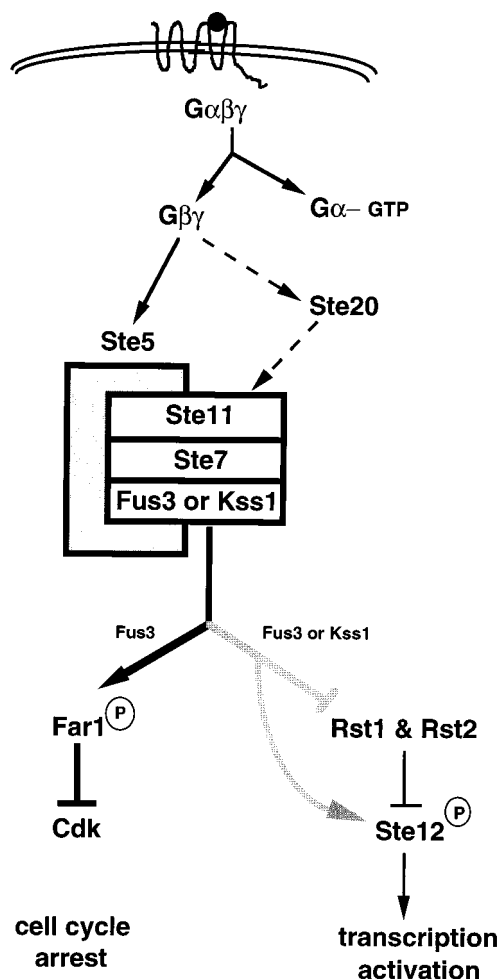 Gαβγ
Gβγ
Gα– GTP
Ste20
Ste5
Ste11
Ste7
Fus3 or Kss1
Fus3
Fus3 or Kss1
Far1 P
Rst1 & Rst2
Cdk
Ste12 P
cell cycle
arrest
transcription
activation